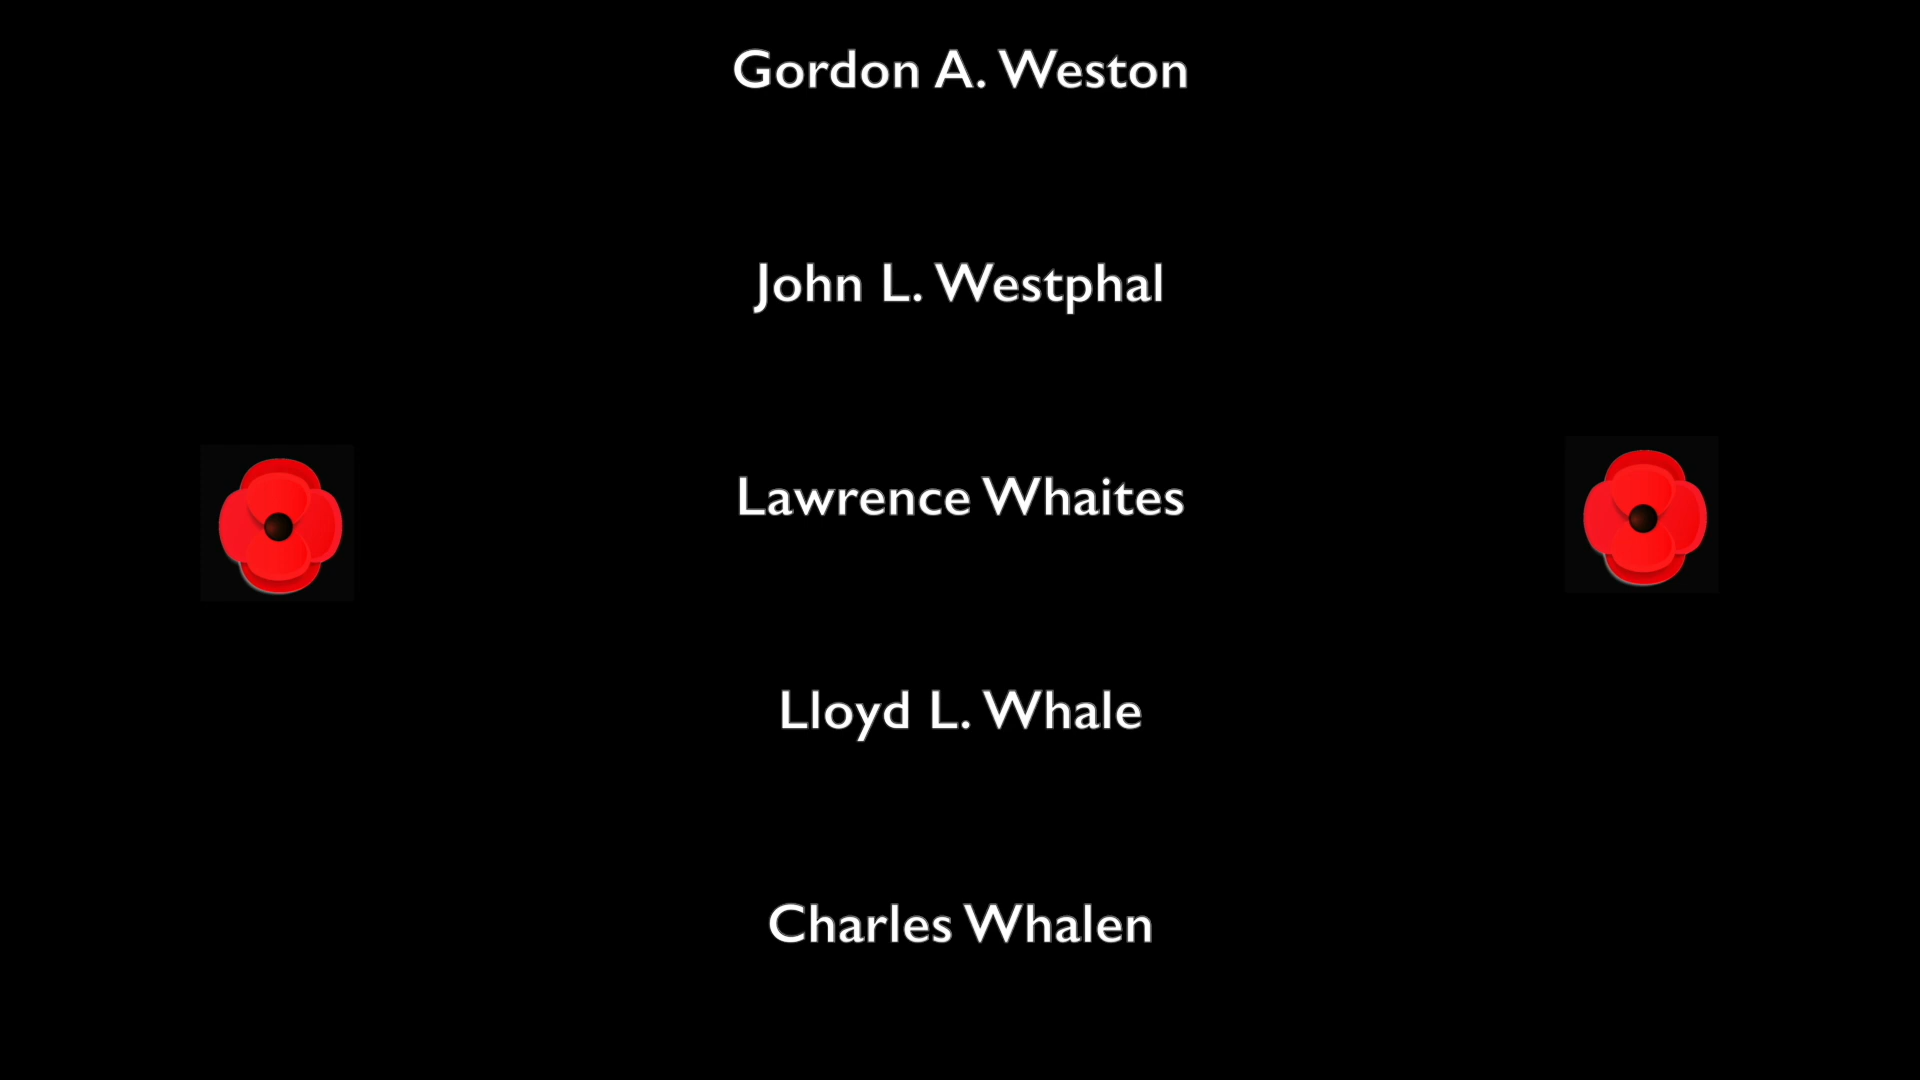 Gordon A. Weston
John L. Westphal
Lawrence Whaites
Lloyd L. Whale
Charles Whalen